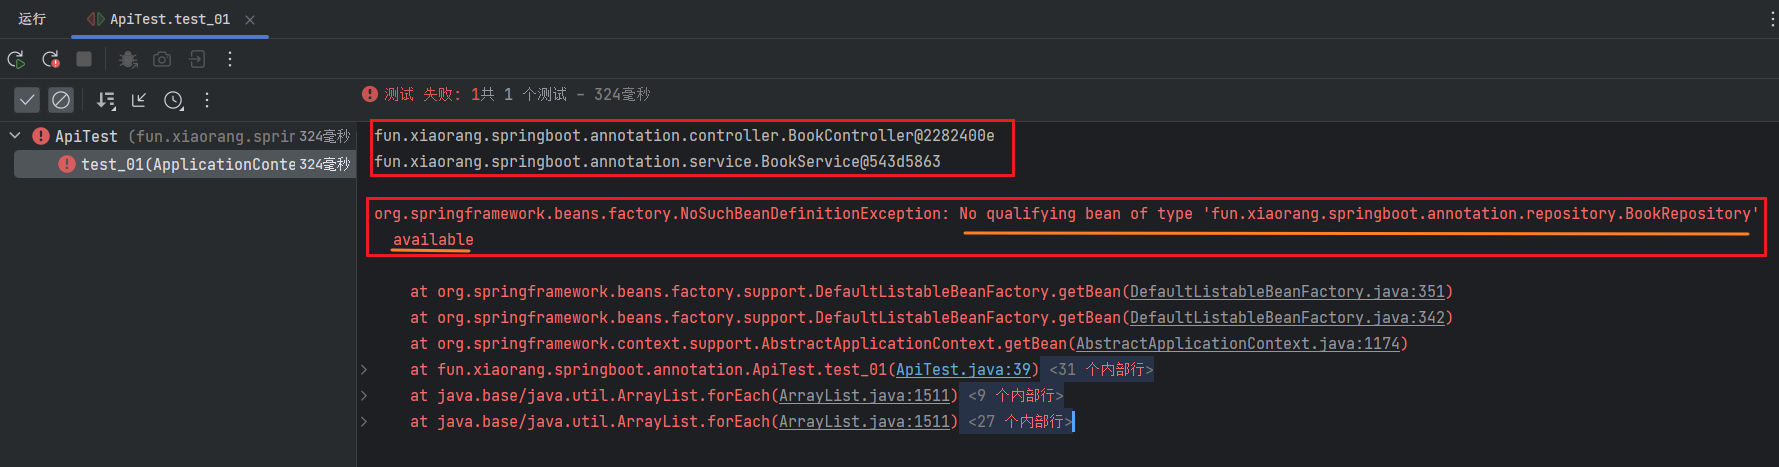 运行 ApiTest.test_01
测试 失败: 1共 1 个测试 – 324毫秒
ApiTest (fun.xiaorang.sprin 324毫秒
test_01(ApplicationConte 324毫秒
fun.xiaorang.springboot.annotation.controller.BookController@2282400e
fun.xiaorang.springboot.annotation.service.BookService@543d5863
org.springframework.beans.factory.NoSuchBeanDefinitionException: No qualifying bean of type 'fun.xiaorang.springboot.annotation.repository.BookRepository'
available
at org.springframework.beans.factory.support.DefaultListableBeanFactory.getBean(DefaultListableBeanFactory.java:351)
at org.springframework.beans.factory.support.DefaultListableBeanFactory.getBean(DefaultListableBeanFactory.java:342)
at org.springframework.context.support.AbstractApplicationContext.getBean(AbstractApplicationContext.java:1174)
at fun.xiaorang.springboot.annotation.ApiTest.test_01(ApiTest.java:39) <31 个内部行>
at java.base/java.util.ArrayList.forEach(ArrayList.java:1511) <9 个内部行>
at java.base/java.util.ArrayList.forEach(ArrayList.java:1511) <27 个内部行>